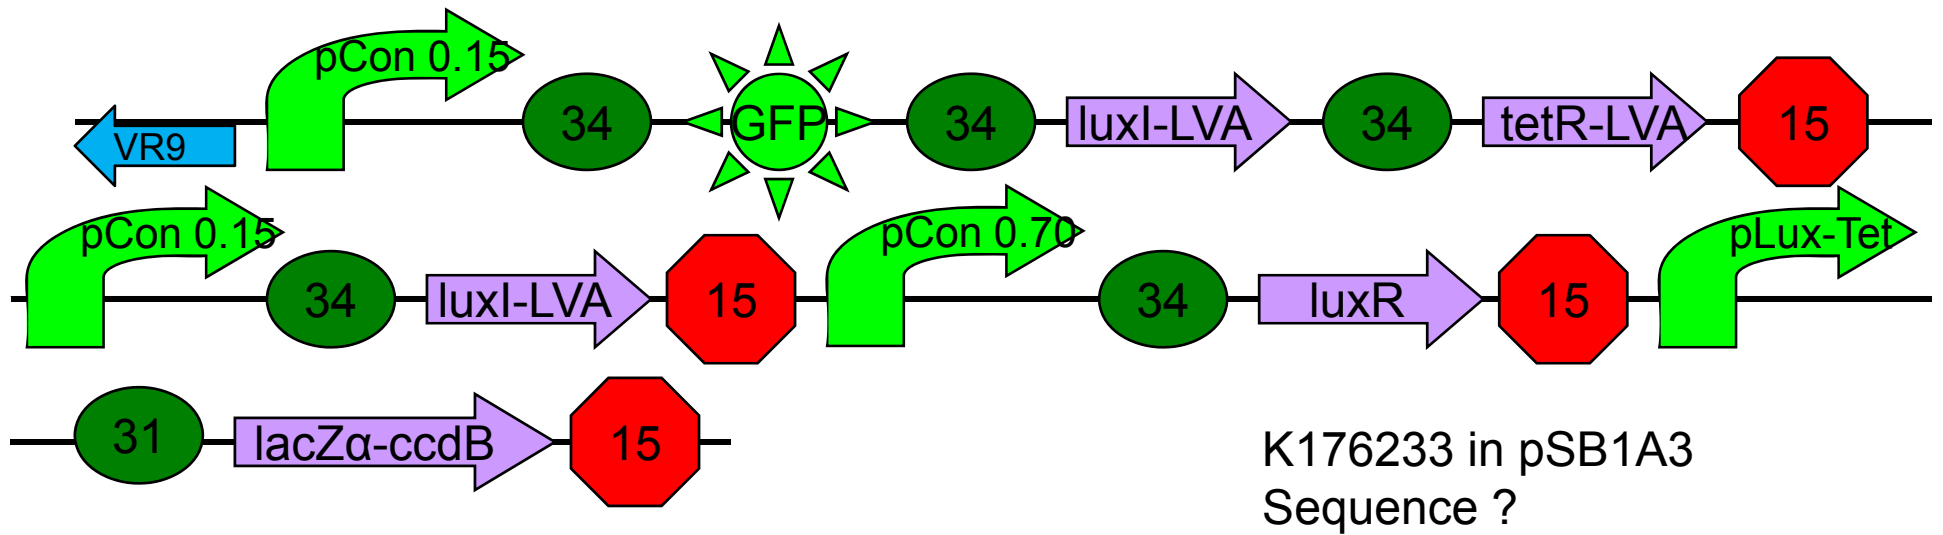 pCon 0.15
VR9
34
GFP
34
luxI-LVA
34
tetR-LVA
15
pCon 0.15
34
luxI-LVA
15
pCon 0.70
34
luxR
15
pLux-Tet
31
lacZα-ccdB
15
K176233 in pSB1A3
Sequence ?